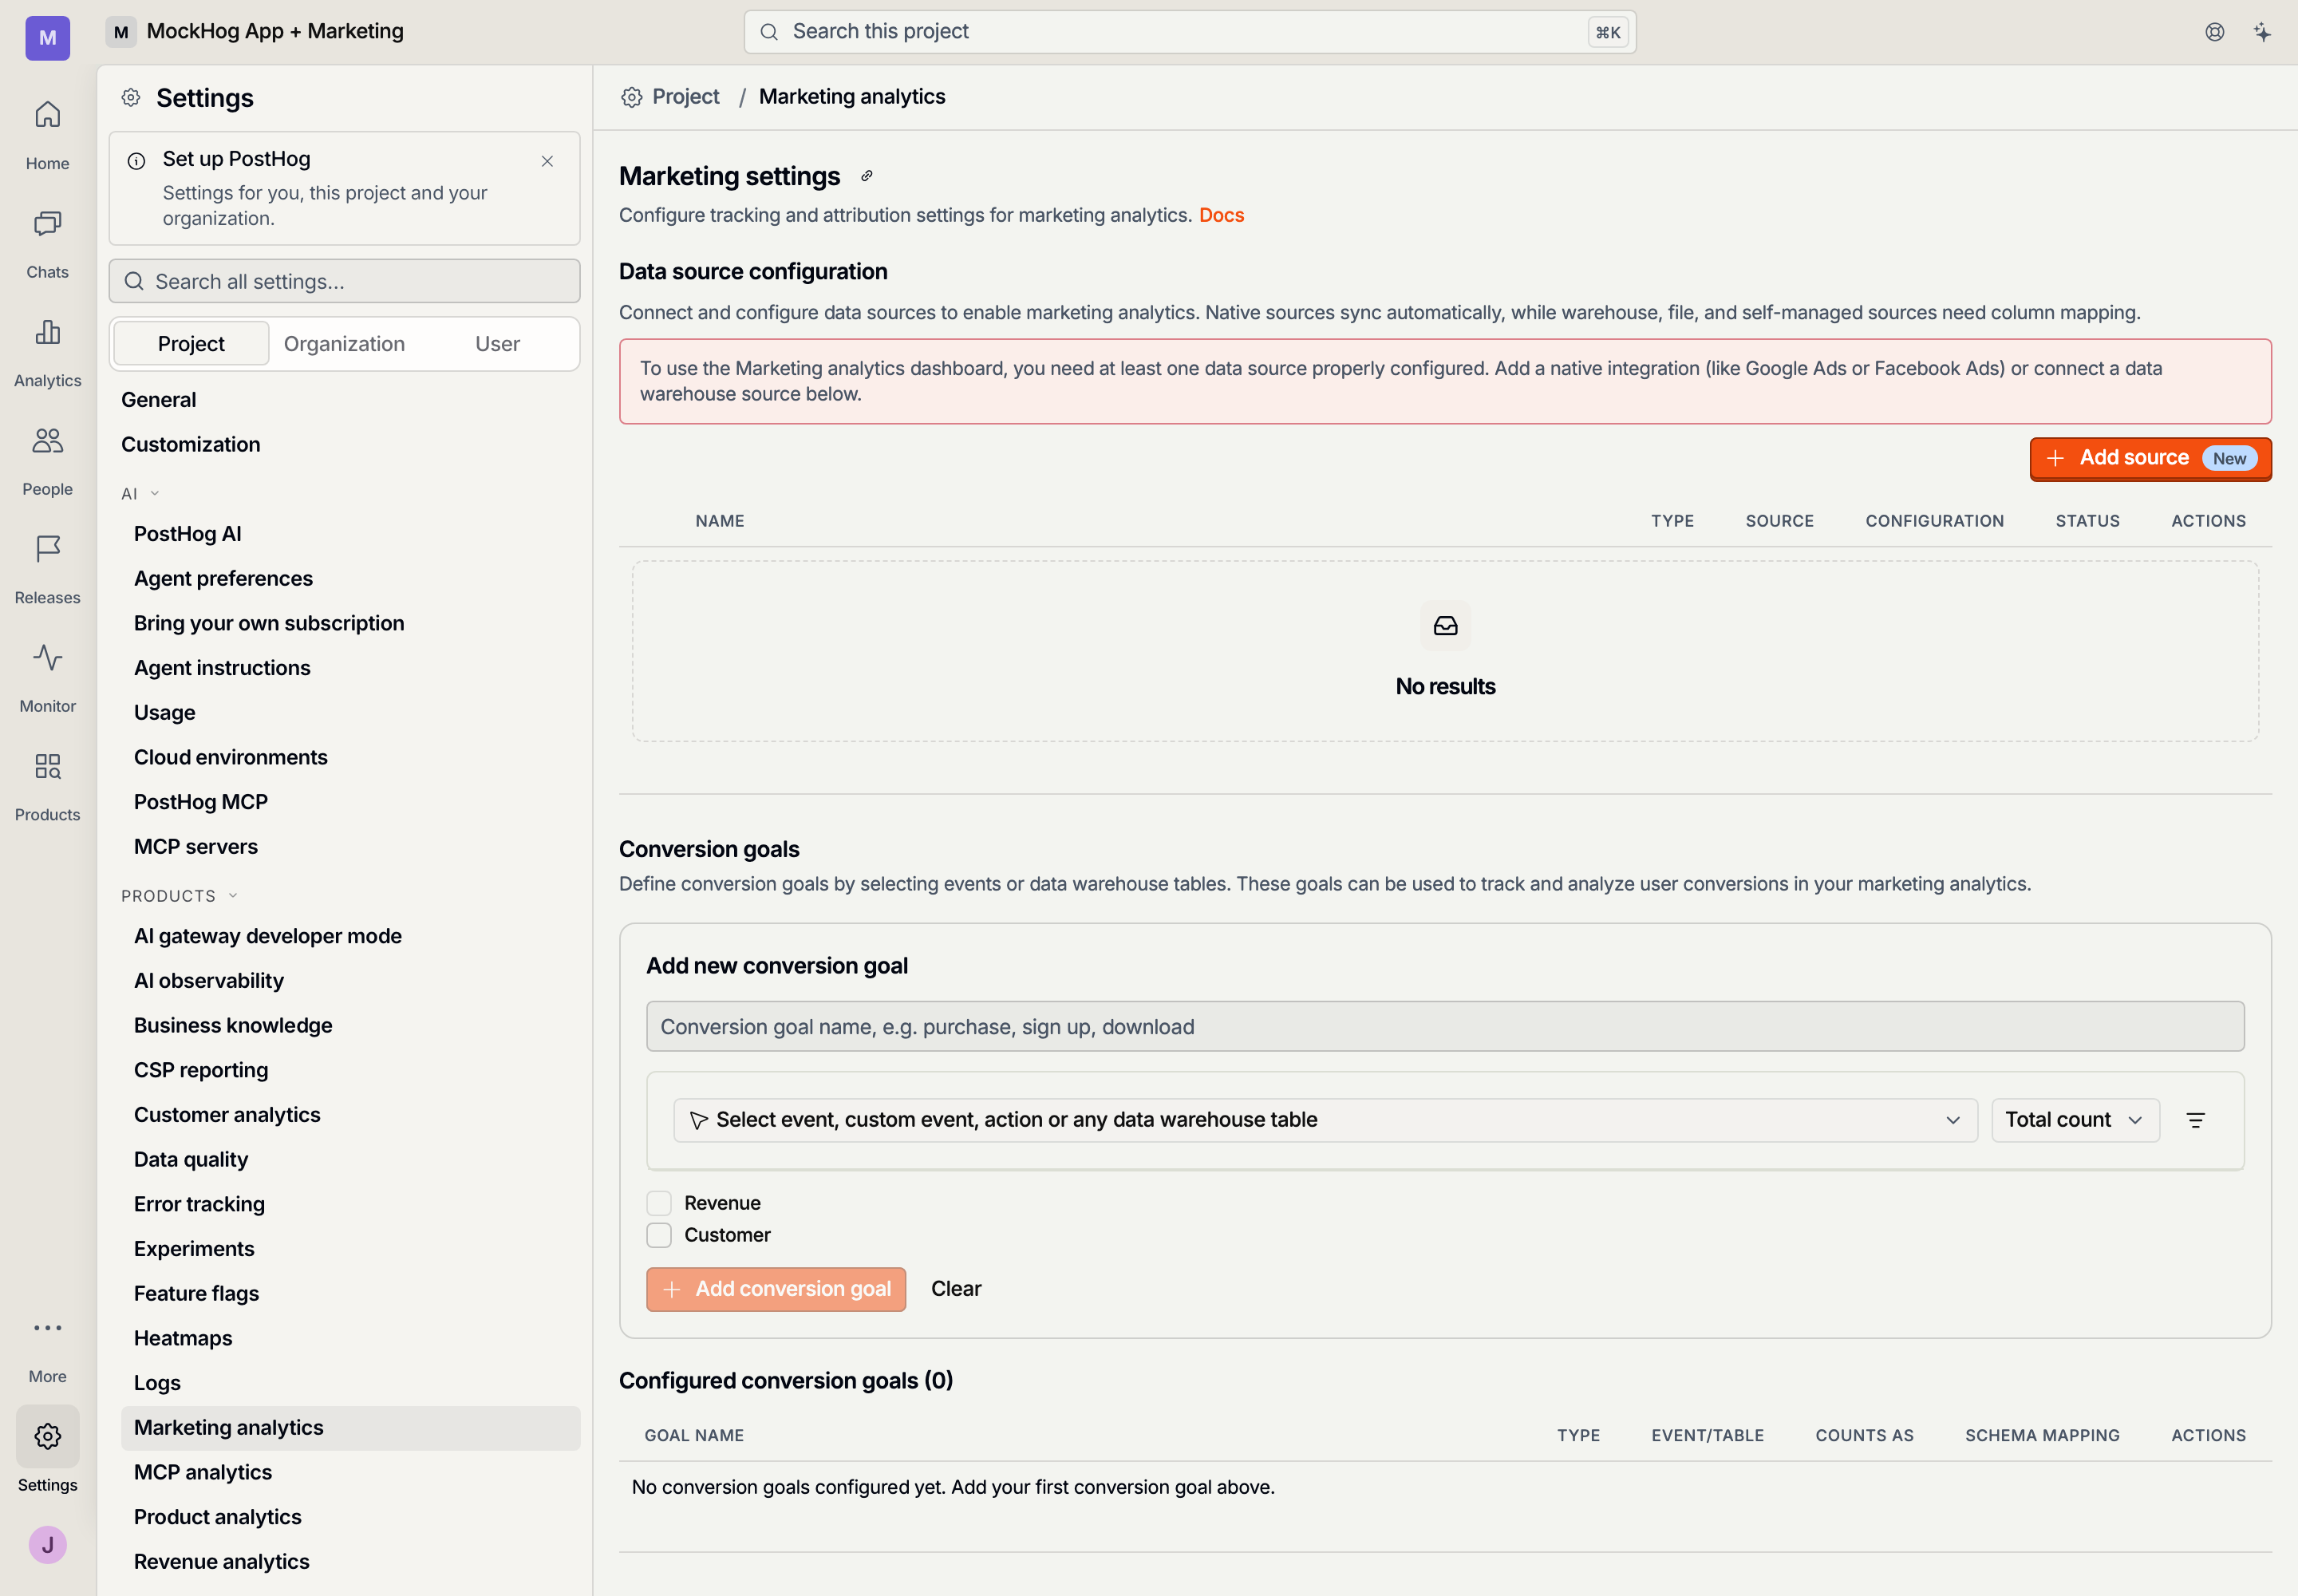 M
M MockHog App + Marketing
Search this project
⌘K
Home
Chats
Analytics
People
Releases
Monitor
Products
More
Settings
J
Settings
Set up PostHog
Settings for you, this project and your
organization.
Search all settings...
Project
Organization
User
General
Customization
AI
PostHog AI
Agent preferences
Bring your own subscription
Agent instructions
Usage
Cloud environments
PostHog MCP
MCP servers
PRODUCTS
AI gateway developer mode
AI observability
Business knowledge
CSP reporting
Customer analytics
Data quality
Error tracking
Experiments
Feature flags
Heatmaps
Logs
Marketing analytics
MCP analytics
Product analytics
Revenue analytics
Project / Marketing analytics
Marketing settings
Configure tracking and attribution settings for marketing analytics. Docs
Data source configuration
Connect and configure data sources to enable marketing analytics. Native sources sync automatically, while warehouse, file, and self-managed sources need column mapping.
To use the Marketing analytics dashboard, you need at least one data source properly configured. Add a native integration (like Google Ads or Facebook Ads) or connect a data
warehouse source below.
Add source New
NAME TYPE SOURCE CONFIGURATION STATUS ACTIONS
No results
Conversion goals
Define conversion goals by selecting events or data warehouse tables. These goals can be used to track and analyze user conversions in your marketing analytics.
Add new conversion goal
Conversion goal name, e.g. purchase, sign up, download
Select event, custom event, action or any data warehouse table
Total count
Revenue
Customer
Add conversion goal
Clear
Configured conversion goals (0)
GOAL NAME TYPE EVENT/TABLE COUNTS AS SCHEMA MAPPING ACTIONS
No conversion goals configured yet. Add your first conversion goal above.